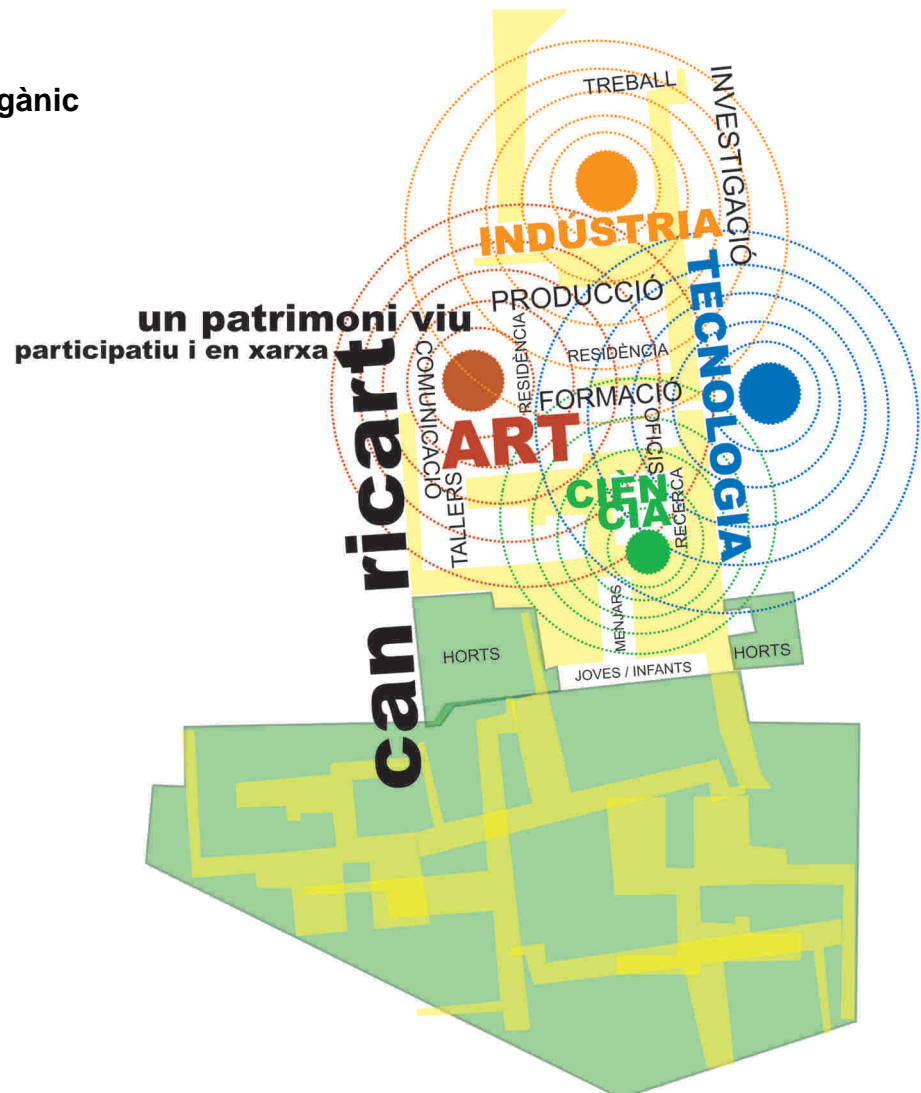 gànic
TREBALL
INVESTIGACIÓ
INDÚSTRIA
TECNOLOGIA
PRODUCCIÓ
un patrimoni viu
participatiu i en xarxa
can ricart
COMUNICACIÓ
RESIDÈNCIA
RESIDÈNCIA
FORMACIÓ
ART
OFICIS
CIÈN
CIA
RECERCA
TALLERS
MENJARS
HORTS
HORTS
JOVES / INFANTS